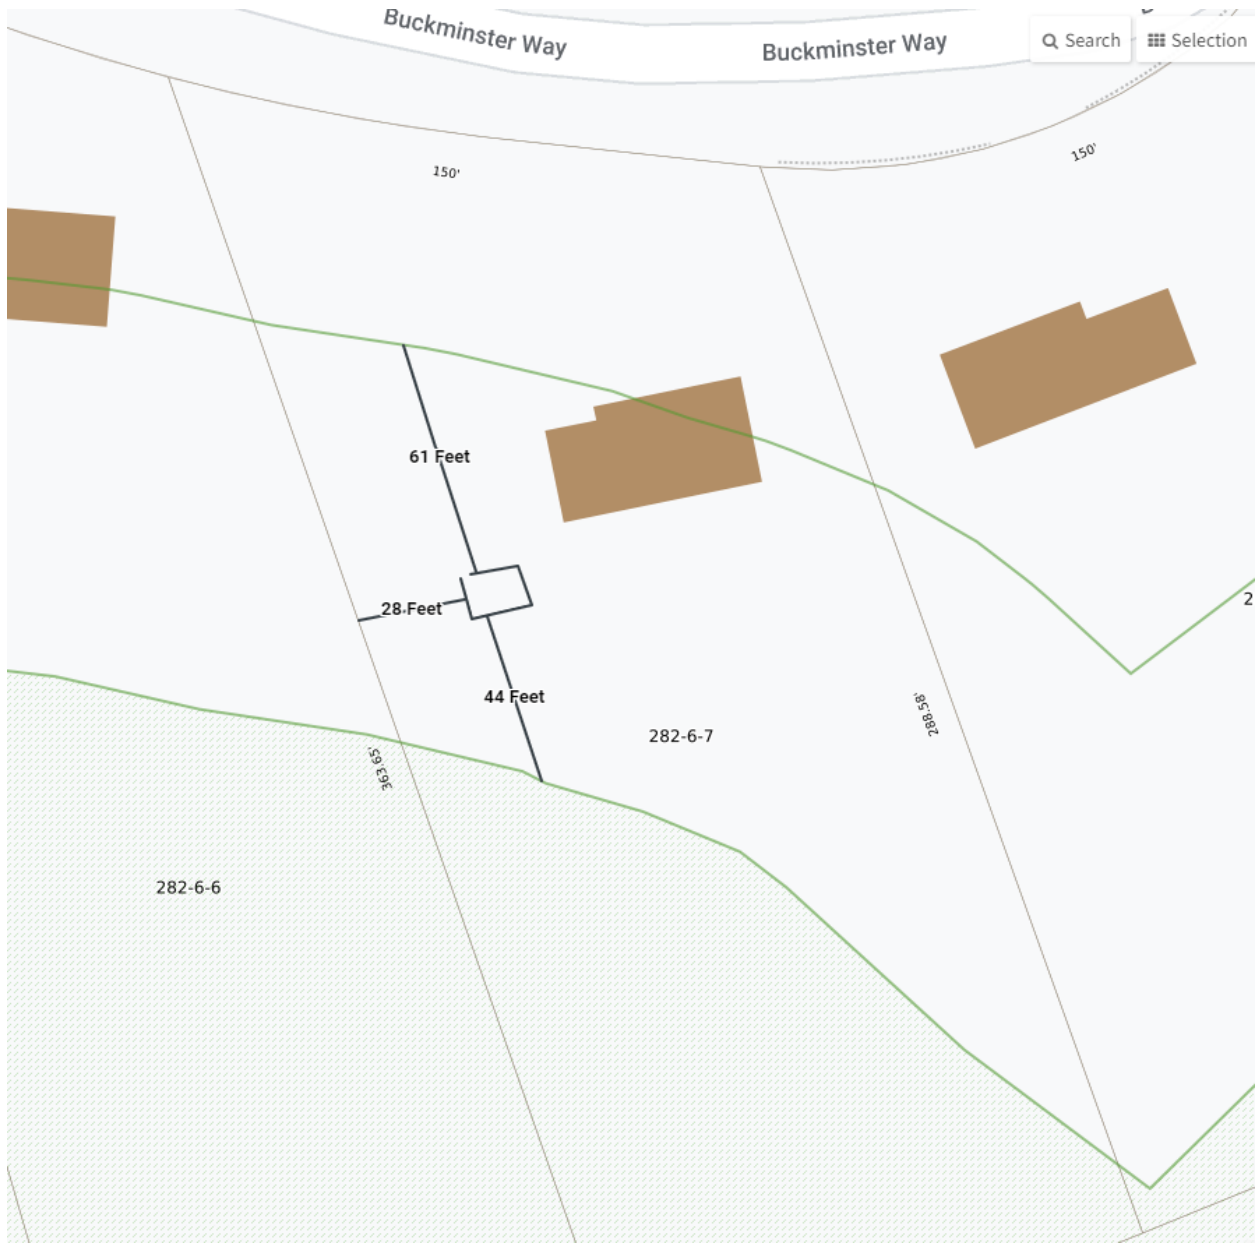 Buckminster Way
Buckminster Way
Search
Selection
150'
150'
61 Feet
28 Feet
2
44 Feet
288.58'
282-6-7
363.65'
282-6-6